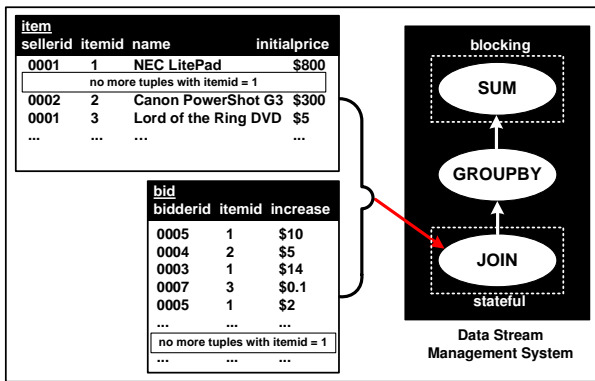 item
sellerid itemid name initialprice
0001 1 NEC LitePad $800
no more tuples with itemid = 1
0002 2 Canon PowerShot G3 $300
0001 3 Lord of the Ring DVD $5
... ... ... ...
bid
bidderid itemid increase
0005 1 $10
0004 2 $5
0003 1 $14
0007 3 $0.1
0005 1 $2
... ... ...
no more tuples with itemid = 1
... ... ...
blocking
SUM
GROUPBY
JOIN
stateful
Data Stream
Management System